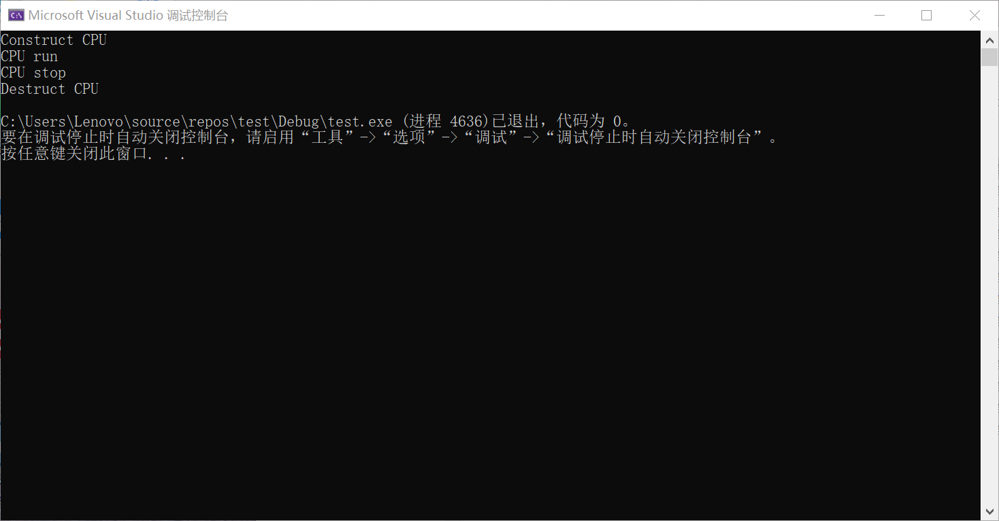 Microsoft Visual Studio 调试控制台
Construct CPU
CPU run
CPU stop
Destruct CPU
C:\Users\Lenovo\source\repos\test\Debug\test.exe (进程 4636)已退出，代码为 0。
要在调试停止时自动关闭控制台，请启用“工具”->“选项”->“调试”->“调试停止时自动关闭控制台”。
按任意键关闭此窗口. . .